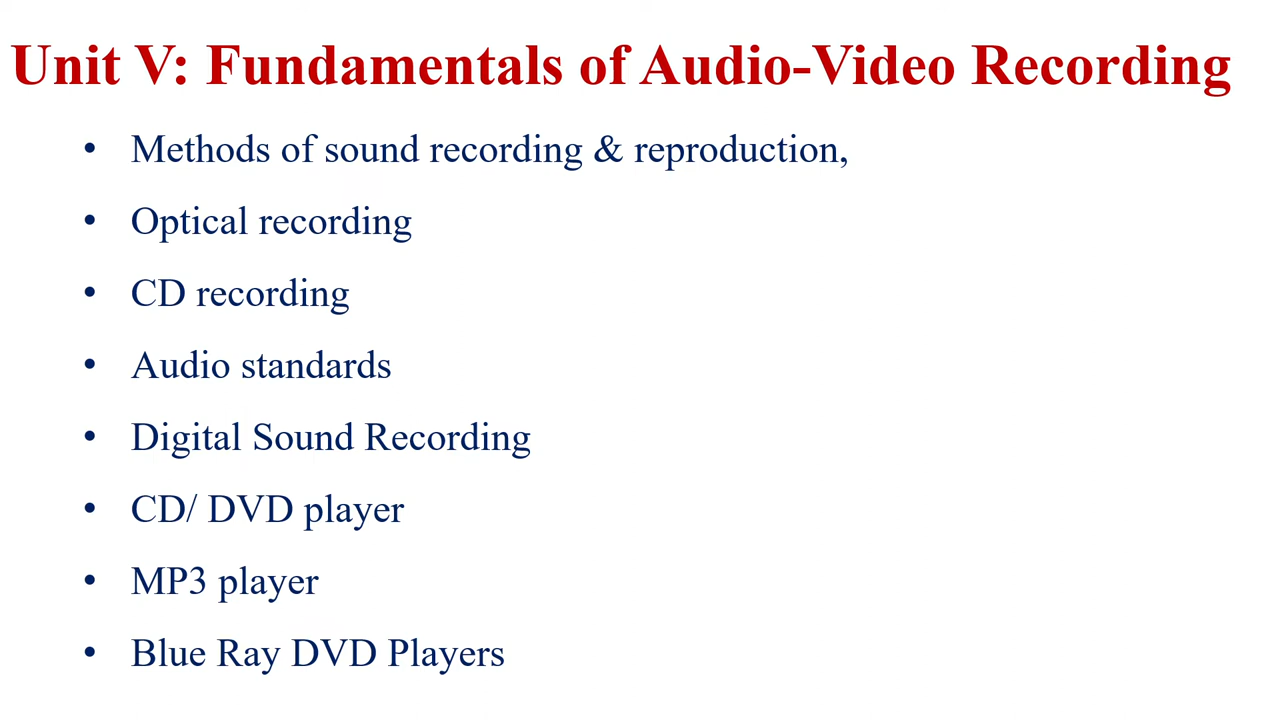 Unit V: Fundamentals of Audio-Video Recording
• Methods of sound recording & reproduction,
• Optical recording
• CD recording
• Audio standards
• Digital Sound Recording
• CD/ DVD player
• MP3 player
• Blue Ray DVD Players